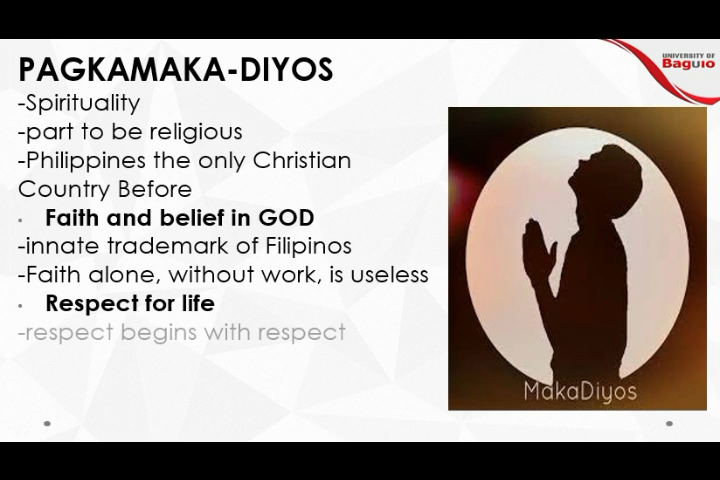 UNIVERSITY OF
Baguio
PAGKAMAKA-DIYOS
-Spirituality
-part to be religious
-Philippines the only Christian
Country Before
• Faith and belief in GOD
-innate trademark of Filipinos
-Faith alone, without work, is useless
• Respect for life
-respect begins with respect
MakaDiyos